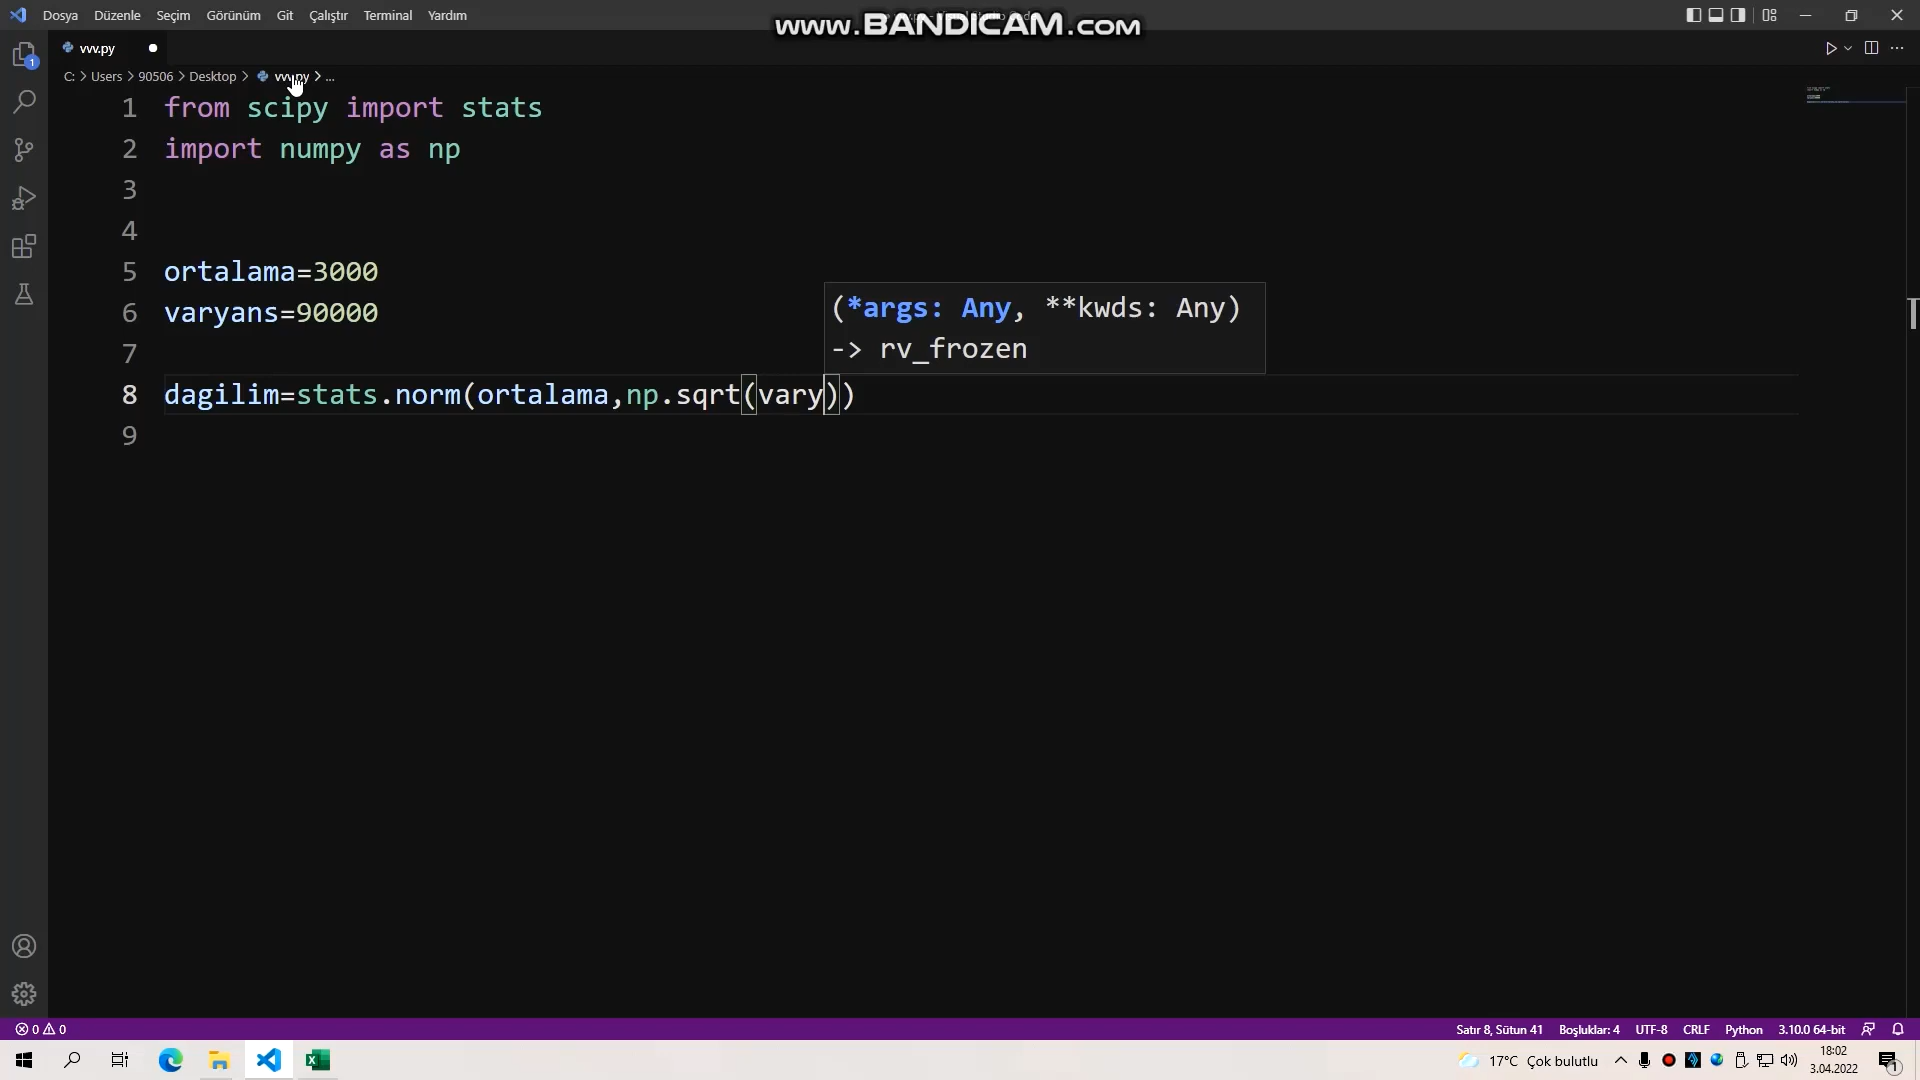 Dosya Düzenle Seçim Görünüm Git Çalıştır Terminal Yardım
www.BANDICAM.com
vvv.py
C: > Users > 90506 > Desktop > vvv.py > ...
1 from scipy import stats
2 import numpy as np
3
4
5 ortalama=3000
6 varyans=90000
(*args: Any, **kwds: Any)
-> rv_frozen
7
8 dagilim=stats.norm(ortalama,np.sqrt(vary))
9
1
0 0
Satır 8, Sütun 41 Boşluklar: 4 UTF-8 CRLF Python 3.10.0 64-bit
17°C Çok bulutlu
18:02
3.04.2022
1